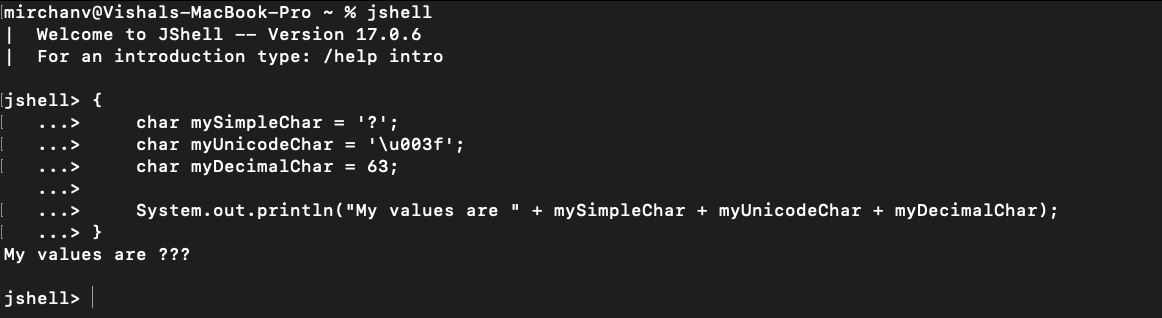 mirchanv@Vishals-MacBook-Pro ~ % jshell
|  Welcome to JShell -- Version 17.0.6
|  For an introduction type: /help intro

jshell> {
   ...>     char mySimpleChar = '?';
   ...>     char myUnicodeChar = '\u003f';
   ...>     char myDecimalChar = 63;
   ...>
   ...>     System.out.println("My values are " + mySimpleChar + myUnicodeChar + myDecimalChar);
   ...> }
My values are ???

jshell>